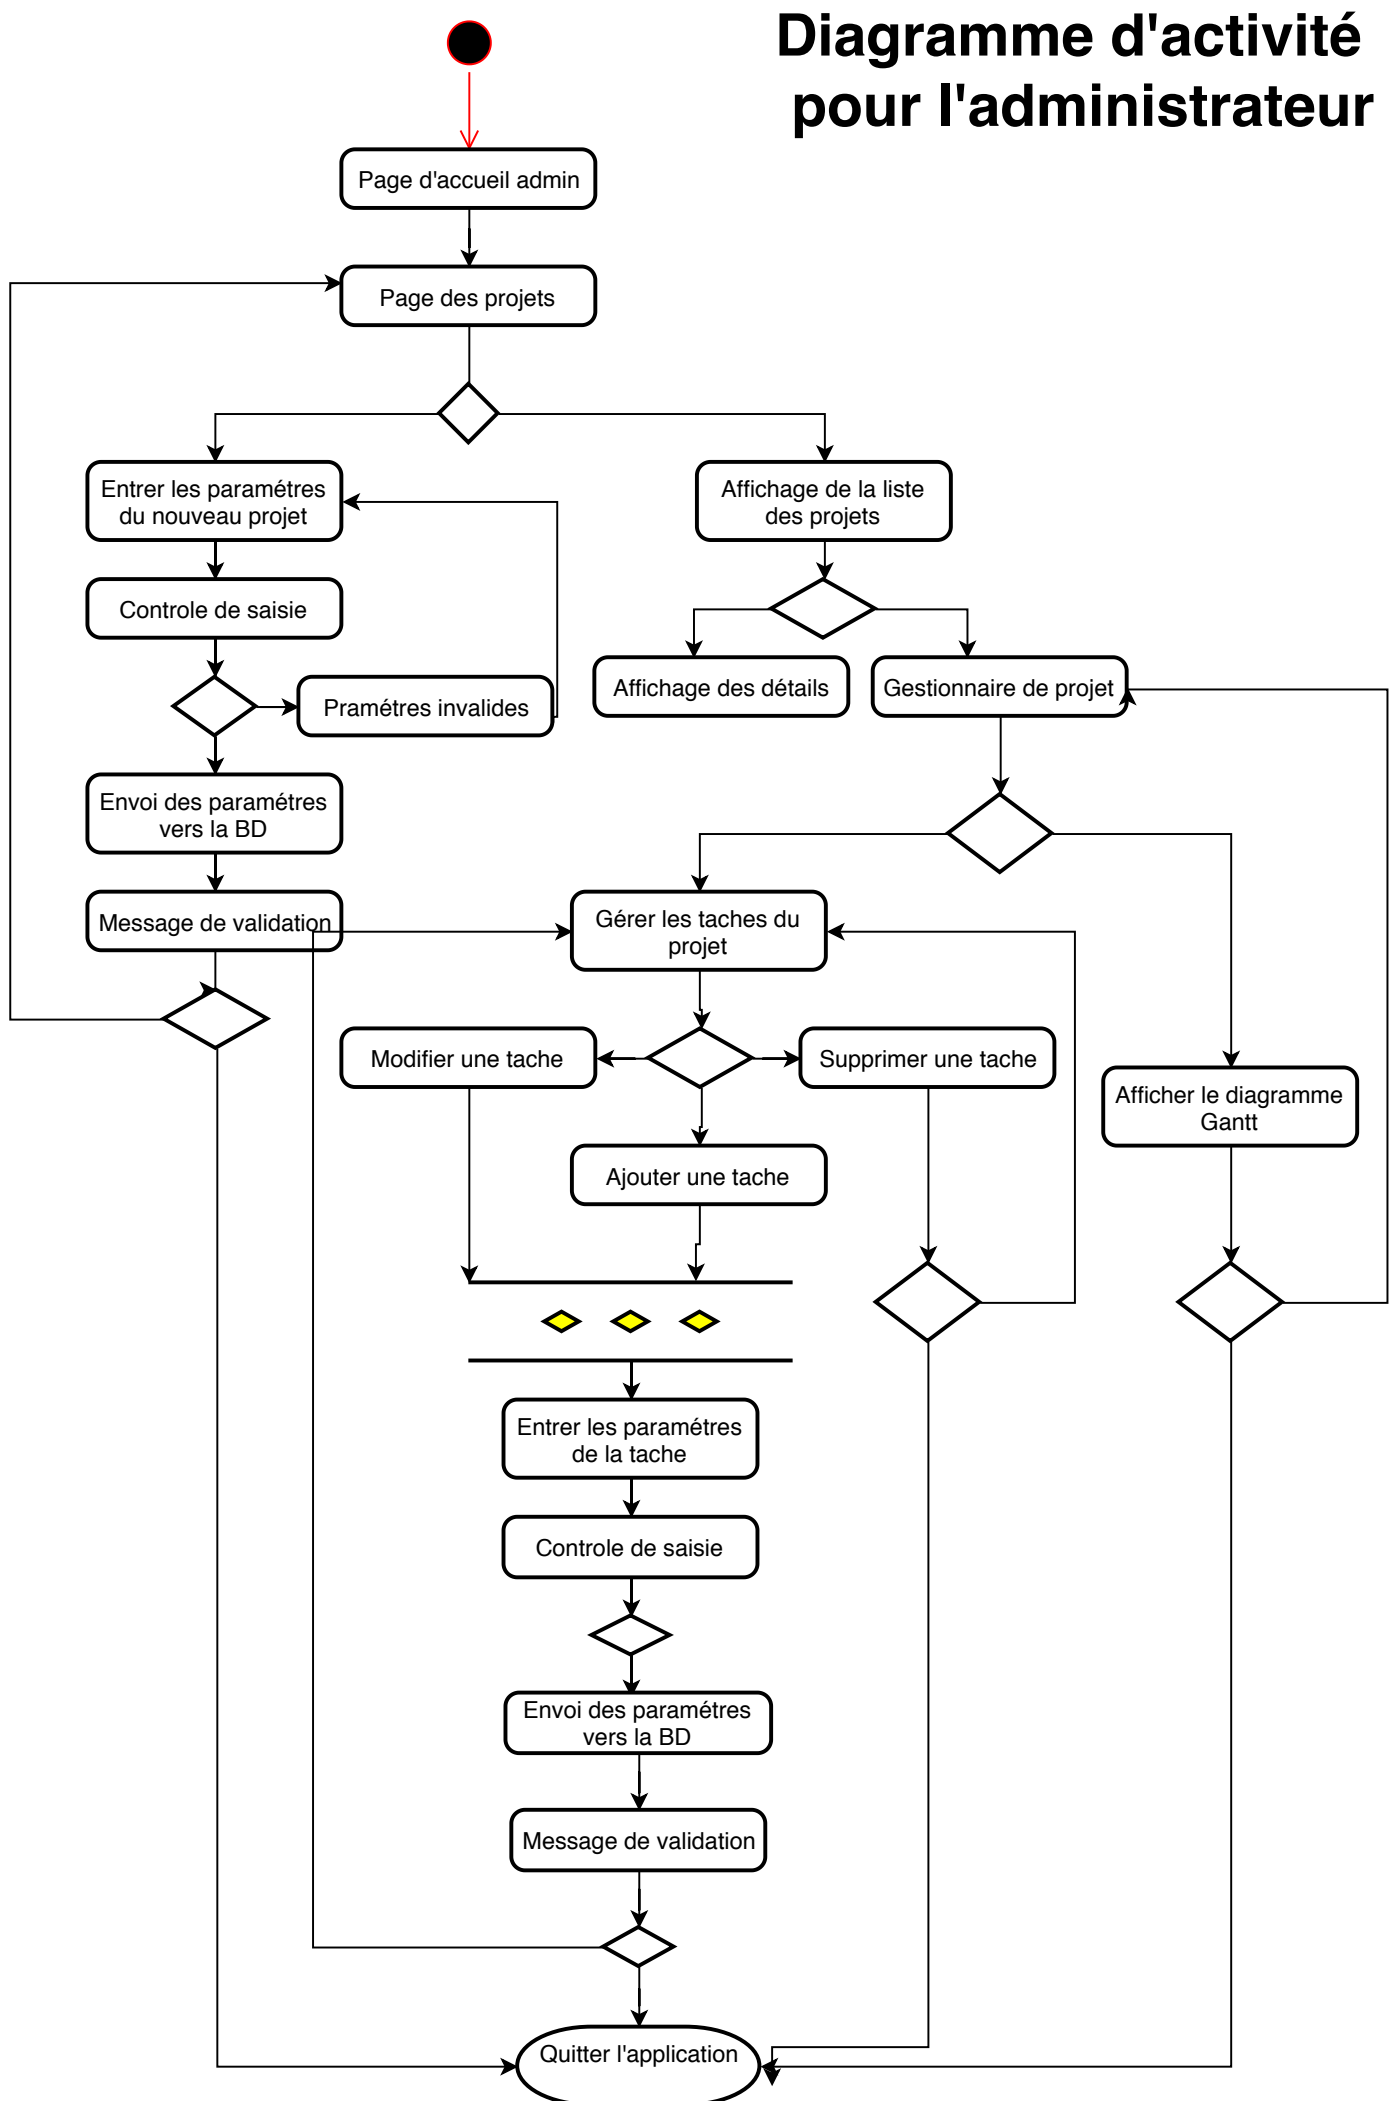 Diagramme d'activité
pour l'administrateur
Page d'accueil admin
Page des projets
Entrer les paramétres
du nouveau projet
Affichage de la liste
des projets
Controle de saisie
Pramétres invalides
Affichage des détails
Gestionnaire de projet
Envoi des paramétres
vers la BD
Message de validation
Gérer les taches du
projet
Modifier une tache
Supprimer une tache
Afficher le diagramme
Gantt
Ajouter une tache
Entrer les paramétres
de la tache
Controle de saisie
Envoi des paramétres
vers la BD
Message de validation
Quitter l'application